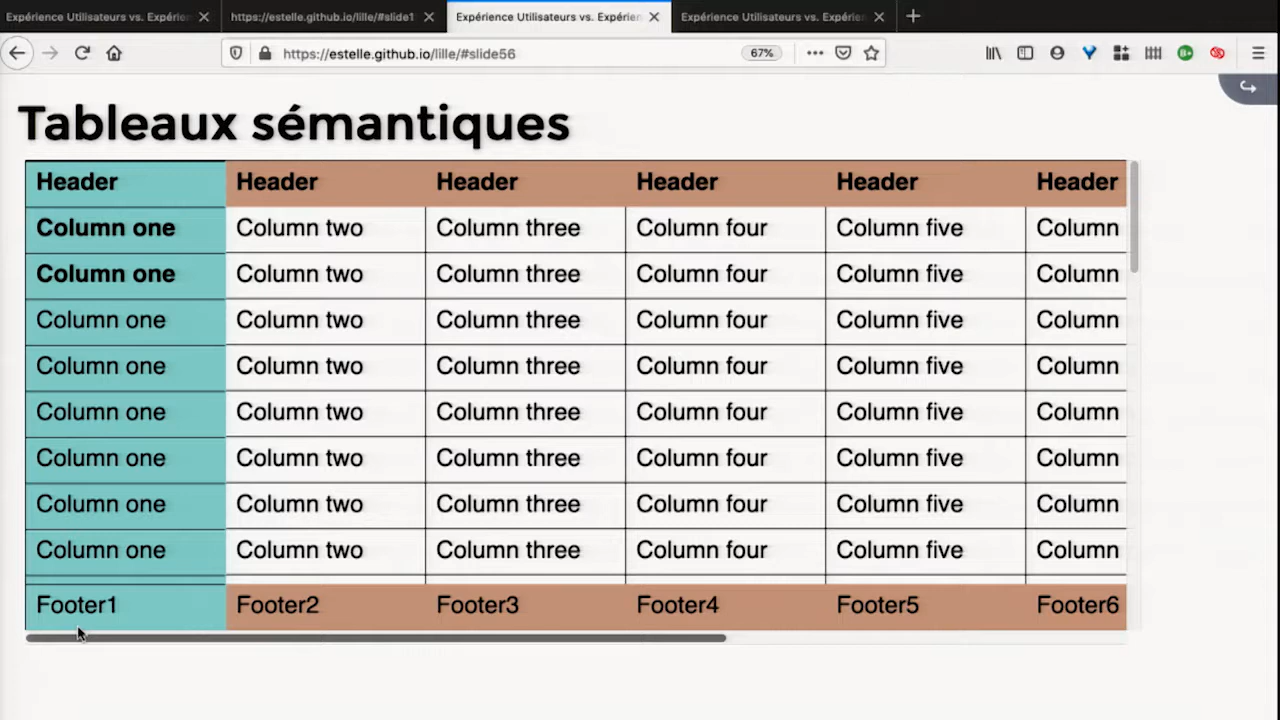 Expérience Utilisateurs vs. Expérien https://estelle.github.io/lille/#slide1 Expérience Utilisateurs vs. Expérien Expérience Utilisateurs vs. Expérien
https://estelle.github.io/lille/#slide56 67%
Tableaux sémantiques
Header Header Header Header Header Header
Column one Column two Column three Column four Column five Column
Column one Column two Column three Column four Column five Column
Column one Column two Column three Column four Column five Column
Column one Column two Column three Column four Column five Column
Column one Column two Column three Column four Column five Column
Column one Column two Column three Column four Column five Column
Column one Column two Column three Column four Column five Column
Column one Column two Column three Column four Column five Column
Footer1 Footer2 Footer3 Footer4 Footer5 Footer6